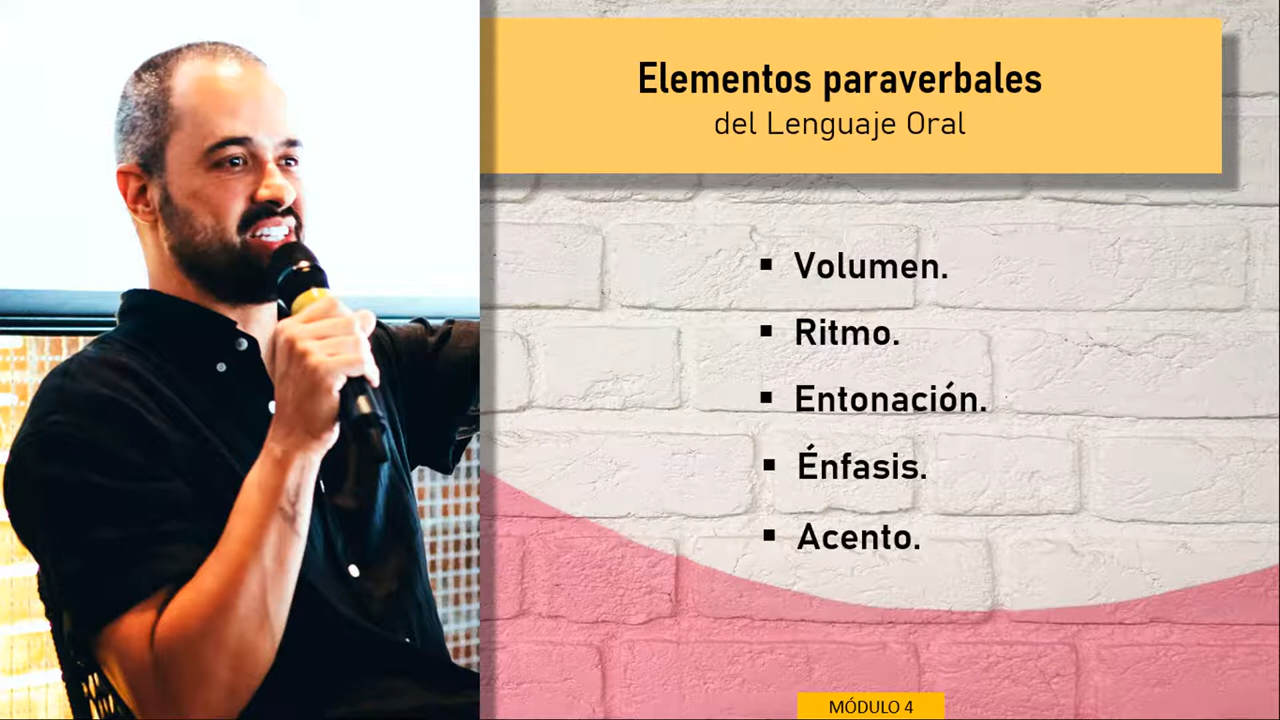 Elementos paraverbales
del Lenguaje Oral
▪ Volumen.
▪ Ritmo.
▪ Entonación.
▪ Énfasis.
▪ Acento.
MÓDULO 4